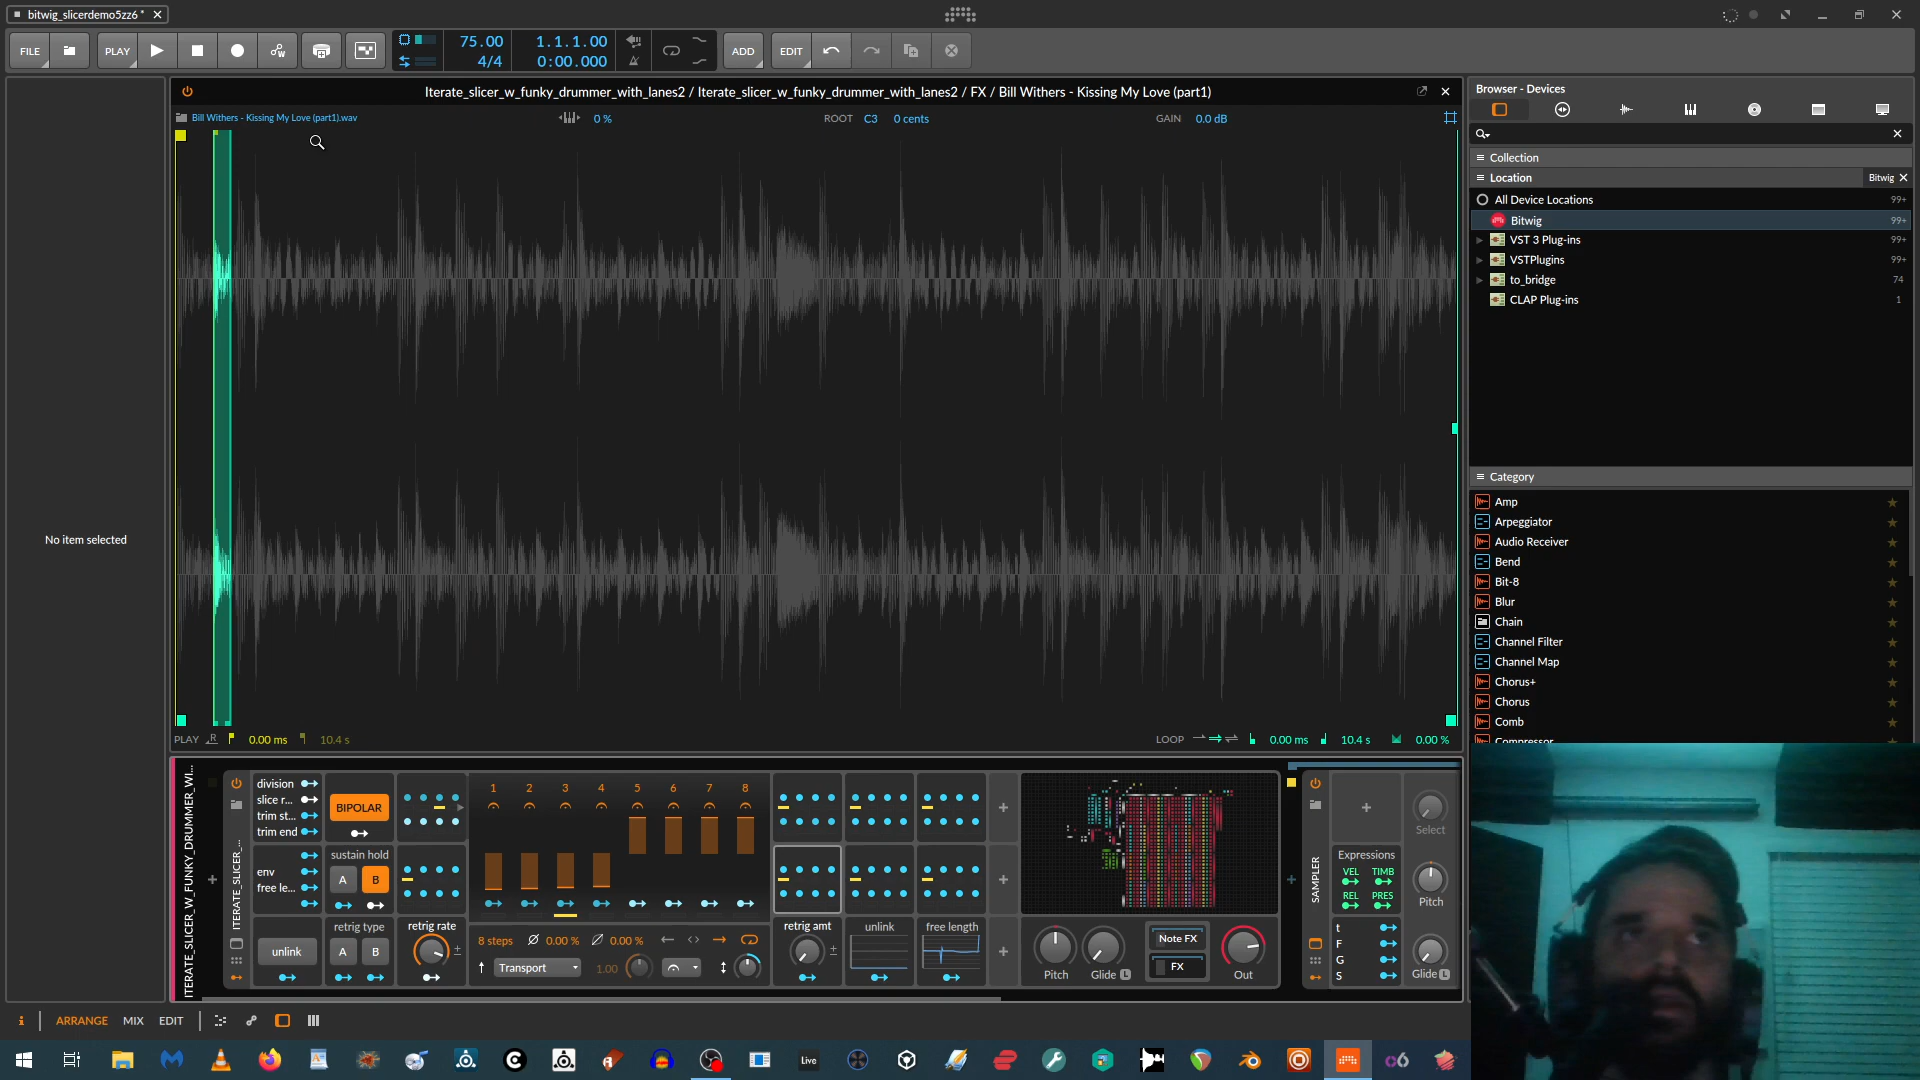 bitwig_slicerdemo5zz6 *
FILE
PLAY
75.00
4/4
1.1.1.00
0:00.000
ADD
EDIT
Iterate_slicer_w_funky_drummer_with_lanes2 / Iterate_slicer_w_funky_drummer_with_lanes2 / FX / Bill Withers - Kissing My Love (part1)
Bill Withers - Kissing My Love (part1).wav
0 %
ROOT C3 0 cents
GAIN 0.0 dB
No item selected
PLAY 0.00 ms 10.4 s
LOOP 0.00 ms 10.4 s 0.00 %
Browser - Devices
Collection
Location
Bitwig
All Device Locations 99+
Bitwig 99+
VST 3 Plug-ins 99+
VSTPlugins 99+
to_bridge 74
CLAP Plug-ins 1
Category
Amp
Arpeggiator
Audio Receiver
Bend
Bit-8
Blur
Chain
Channel Filter
Channel Map
Chorus+
Chorus
Comb
Compressor
ITERATE_SLICER_W_FUNKY_DRUMMER_WI...
ITERATE_SLICER_...
division
slice r...
trim st...
trim end
env
free le...
unlink
BIPOLAR
sustain hold
A B
retrig type
A B
retrig rate
1 2 3 4 5 6 7 8
8 steps 0.00 % 0.00 %
Transport 1.00
retrig amt
unlink
free length
Pitch
Glide L
Note FX
FX
Out
SAMPLER
Expressions
VEL TIMB
REL PRES
t
F
G
S
Select
Pitch
Glide L
ARRANGE MIX EDIT
Live